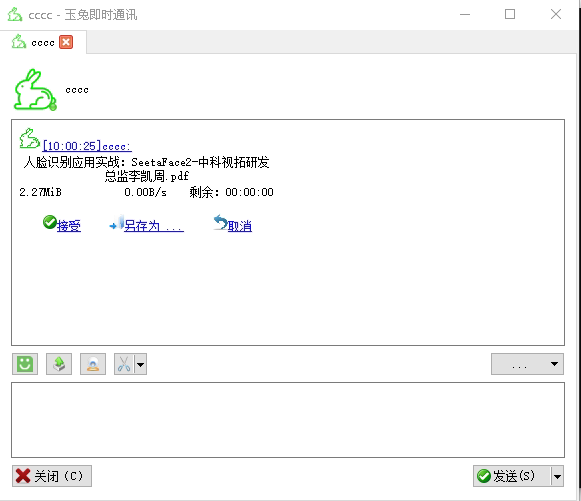 cccc - 玉兔即时通讯
cccc
cccc
[10:00:25]cccc:
人脸识别应用实战：SeetaFace2-中科视拓研发
总监李凯周.pdf
2.27MiB 0.00B/s 剩余：00:00:00
接受 另存为 ... 取消
...
关闭（C） 发送(S)